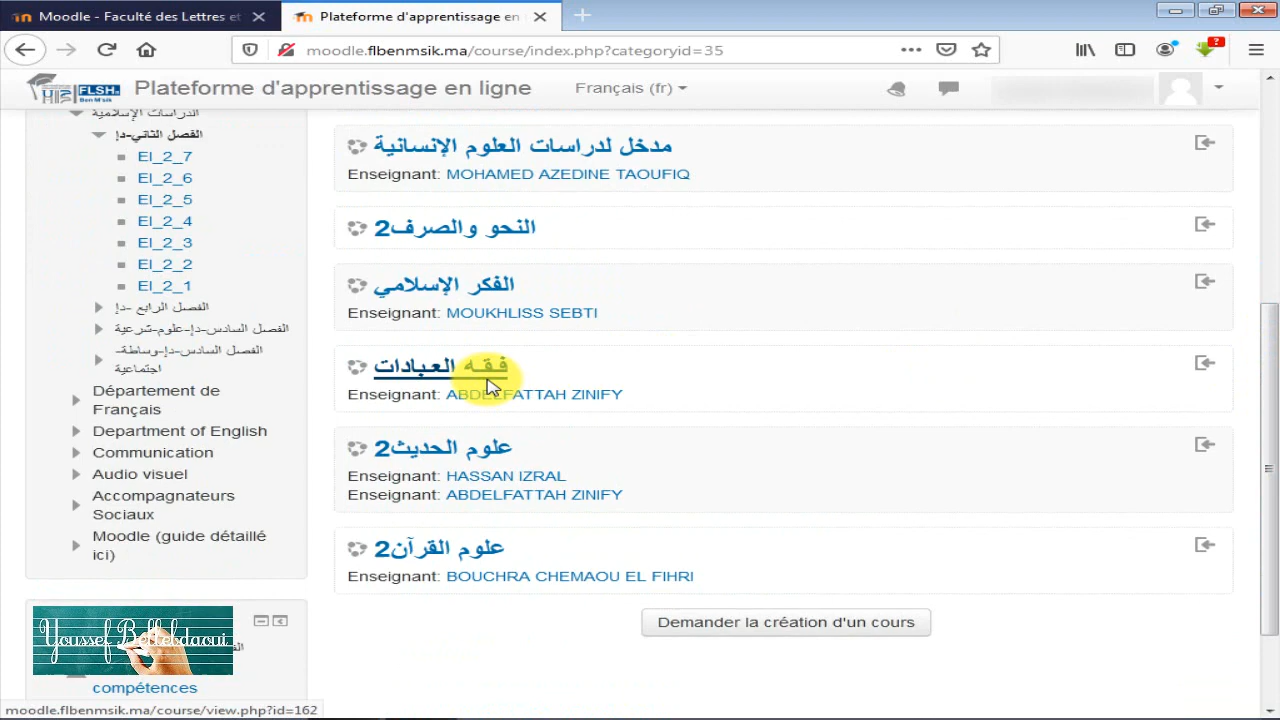 Moodle - Faculté des Lettres et
Plateforme d'apprentissage en
moodle.flbenmsik.ma/course/index.php?categoryid=35
FLSH
Ben M'sik
Plateforme d'apprentissage en ligne
Français (fr)
الدراسات الإسلامية
الفصل الثاني-دإ
EI_2_7
EI_2_6
EI_2_5
EI_2_4
EI_2_3
EI_2_2
EI_2_1
الفصل الرابع -دإ
الفصل السادس-دإ-علوم-شرعية
الفصل السادس-دإ-وساطة-
اجتماعية
Département de
Français
Department of English
Communication
Audio visuel
Accompagnateurs
Sociaux
Moodle (guide détaillé
ici)
Youssef Bellebdaoui
compétences
مدخل لدراسات العلوم الإنسانية
Enseignant: MOHAMED AZEDINE TAOUFIQ
النحو والصرف2
الفكر الإسلامي
Enseignant: MOUKHLISS SEBTI
فقه العبادات
Enseignant: ABDELFATTAH ZINIFY
علوم الحديث2
Enseignant: HASSAN IZRAL
Enseignant: ABDELFATTAH ZINIFY
علوم القرآن2
Enseignant: BOUCHRA CHEMAOU EL FIHRI
Demander la création d'un cours
moodle.flbenmsik.ma/course/view.php?id=162